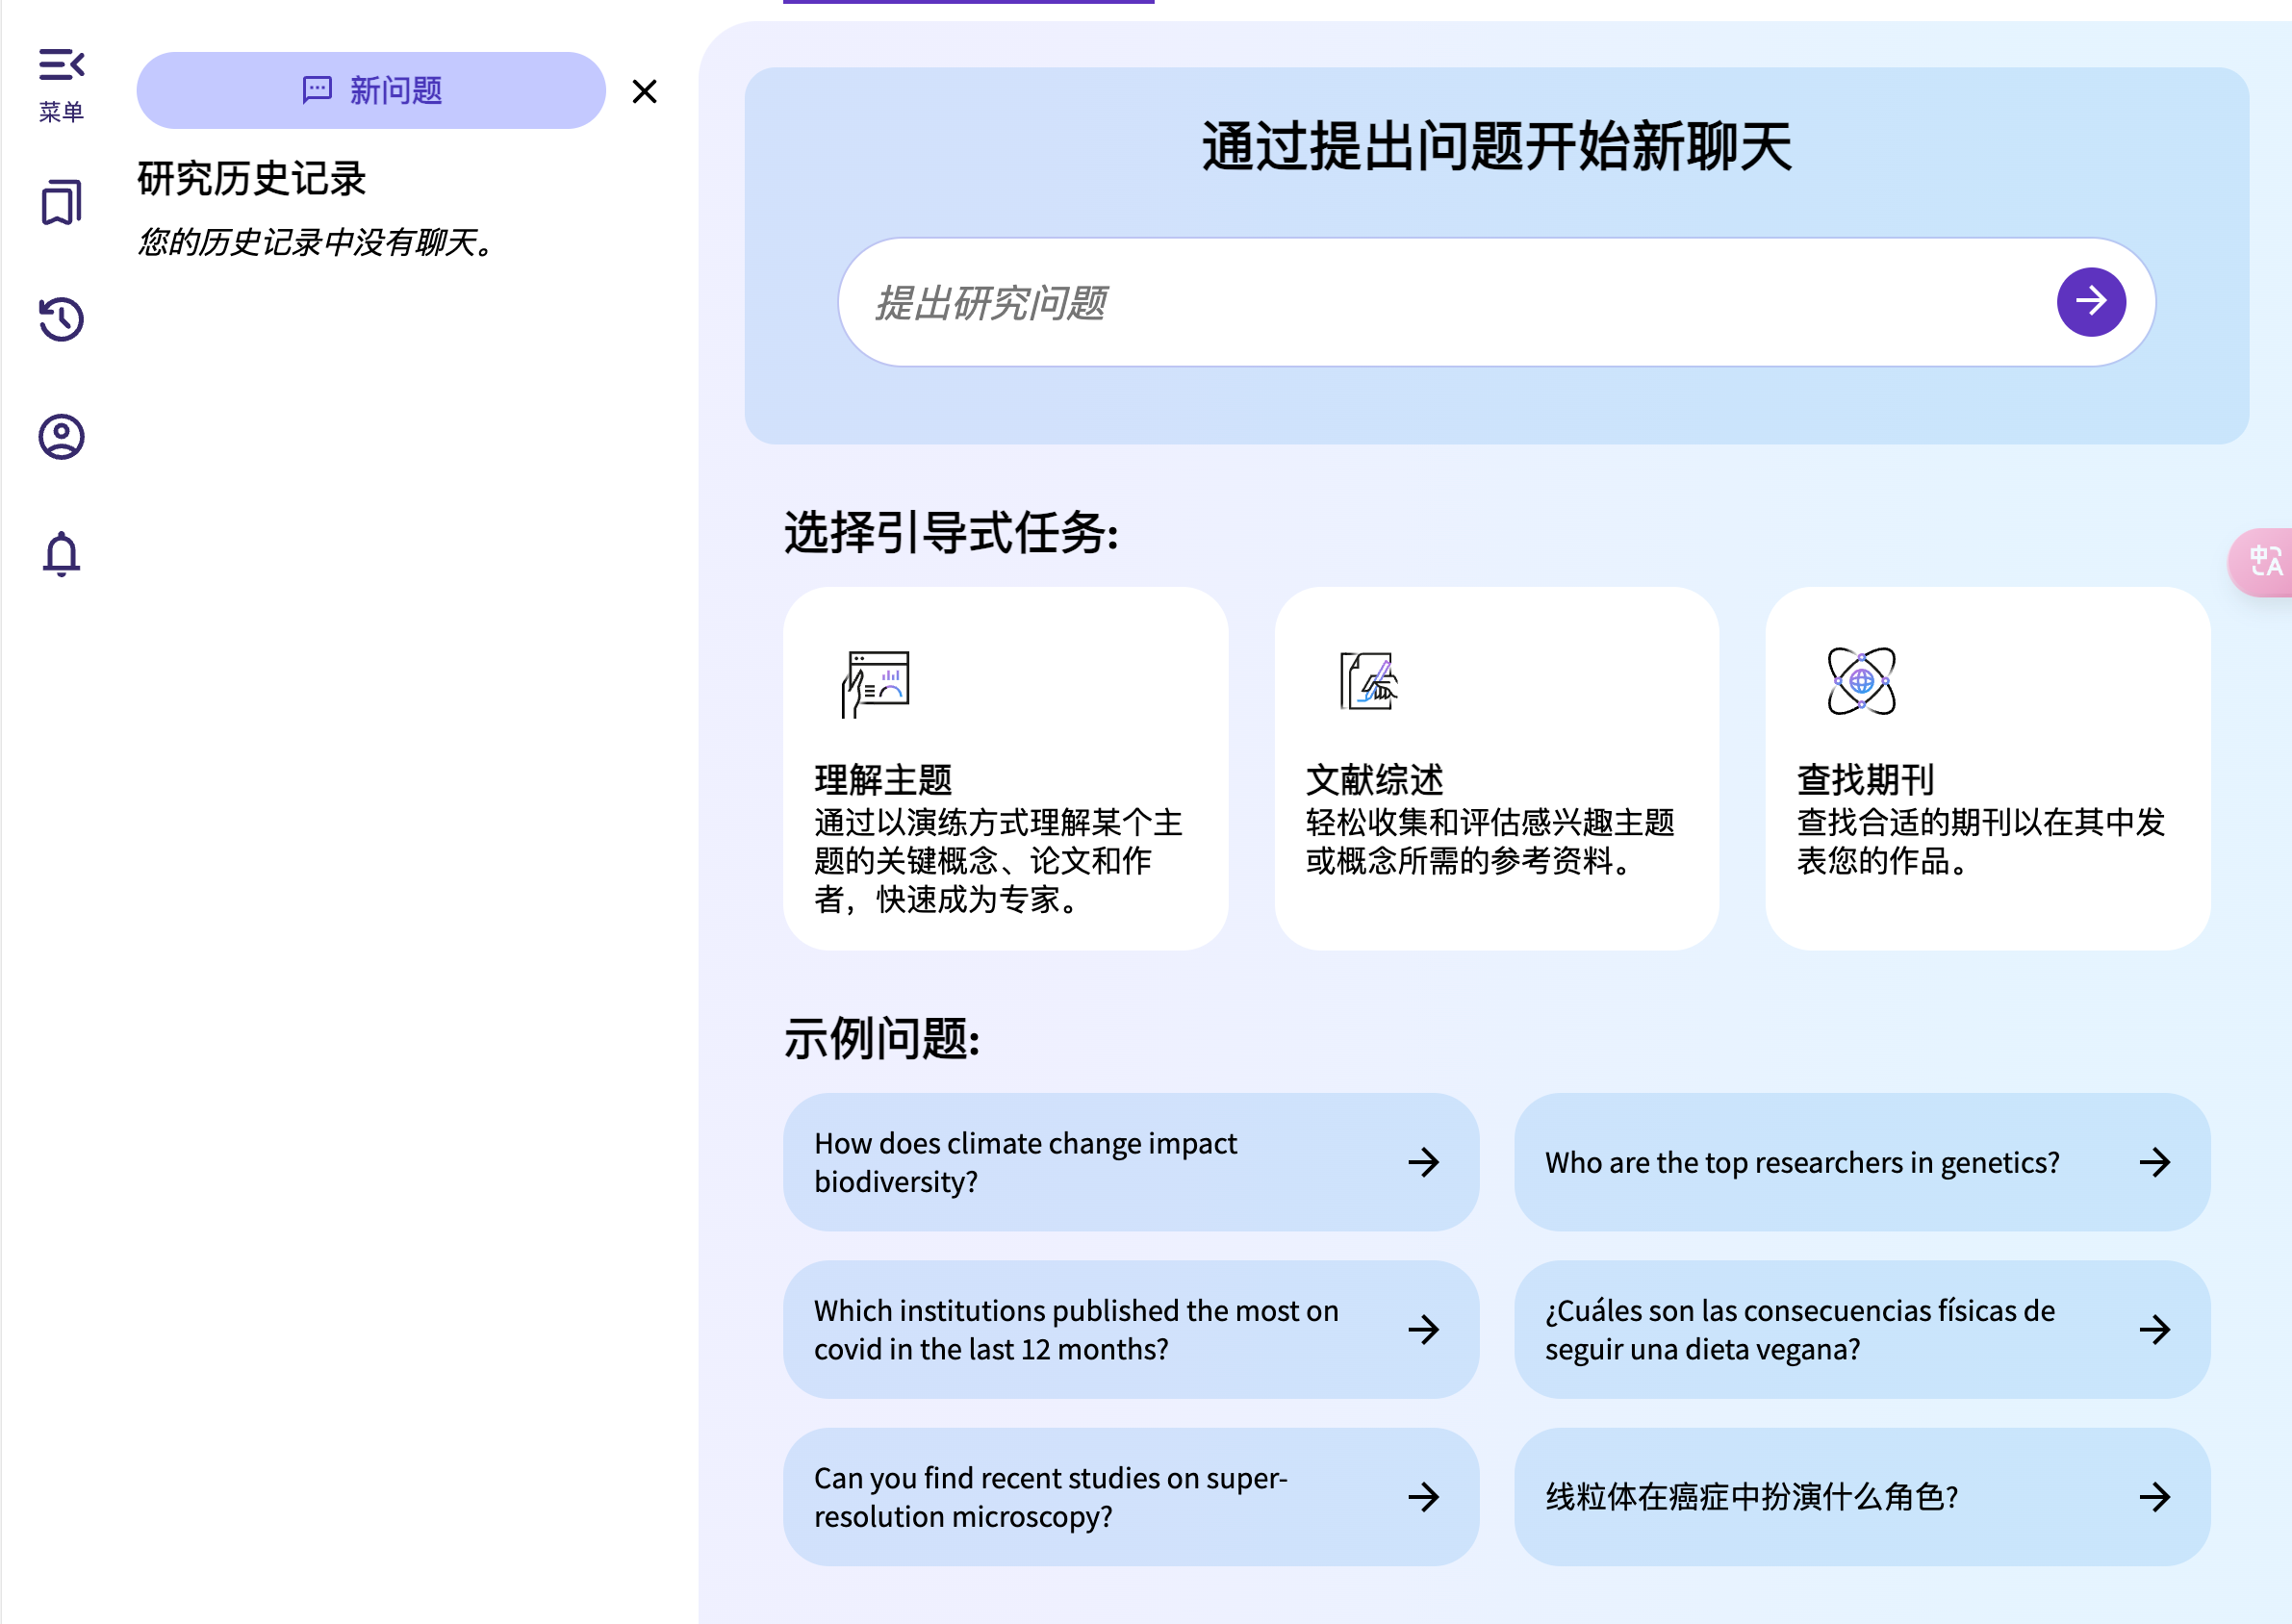 菜单
新问题
研究历史记录
您的历史记录中没有聊天。
通过提出问题开始新聊天
提出研究问题
选择引导式任务:
理解主题
通过以演练方式理解某个主
题的关键概念、论文和作
者，快速成为专家。
文献综述
轻松收集和评估感兴趣主题
或概念所需的参考资料。
查找期刊
查找合适的期刊以在其中发
表您的作品。
示例问题:
How does climate change impact
biodiversity?
Who are the top researchers in genetics?
Which institutions published the most on
covid in the last 12 months?
¿Cuáles son las consecuencias físicas de
seguir una dieta vegana?
Can you find recent studies on super-
resolution microscopy?
线粒体在癌症中扮演什么角色?
中A